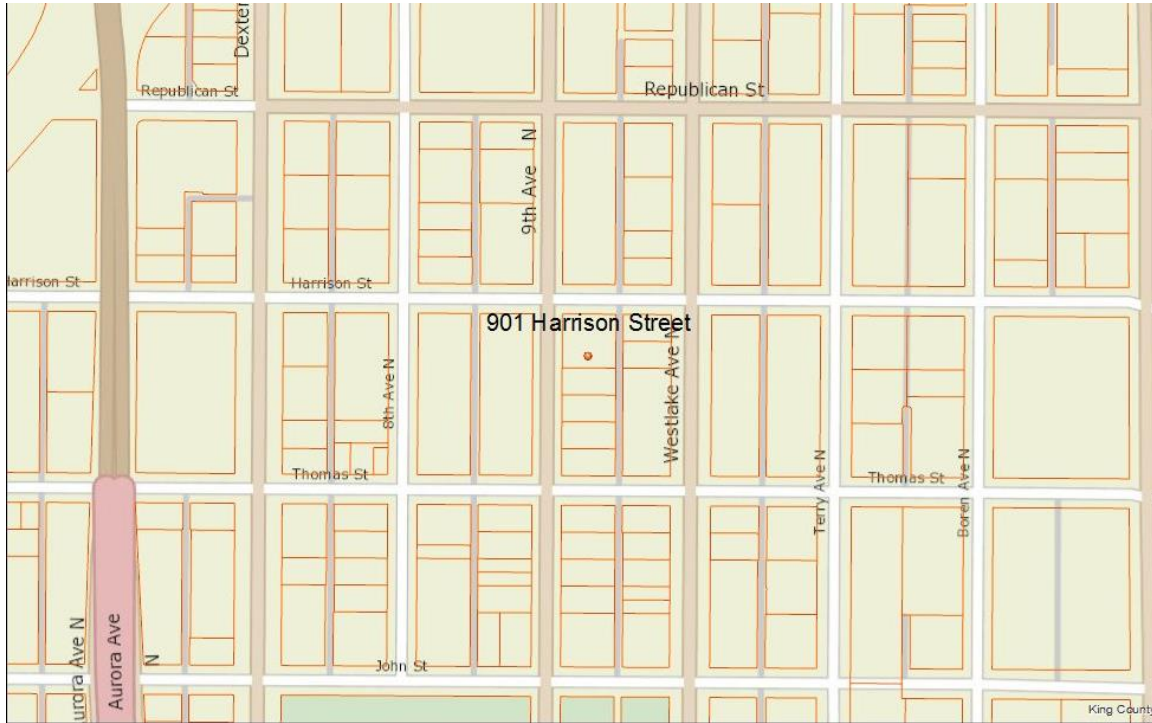 Dexter
Republican St
Republican St
9th Ave N
Harrison St
Harrison St
901 Harrison Street
8th Ave N
Westlake Ave N
Thomas St
Thomas St
Terry Ave N
Boren Ave N
Aurora Ave N
Aurora Ave N
John St
King County